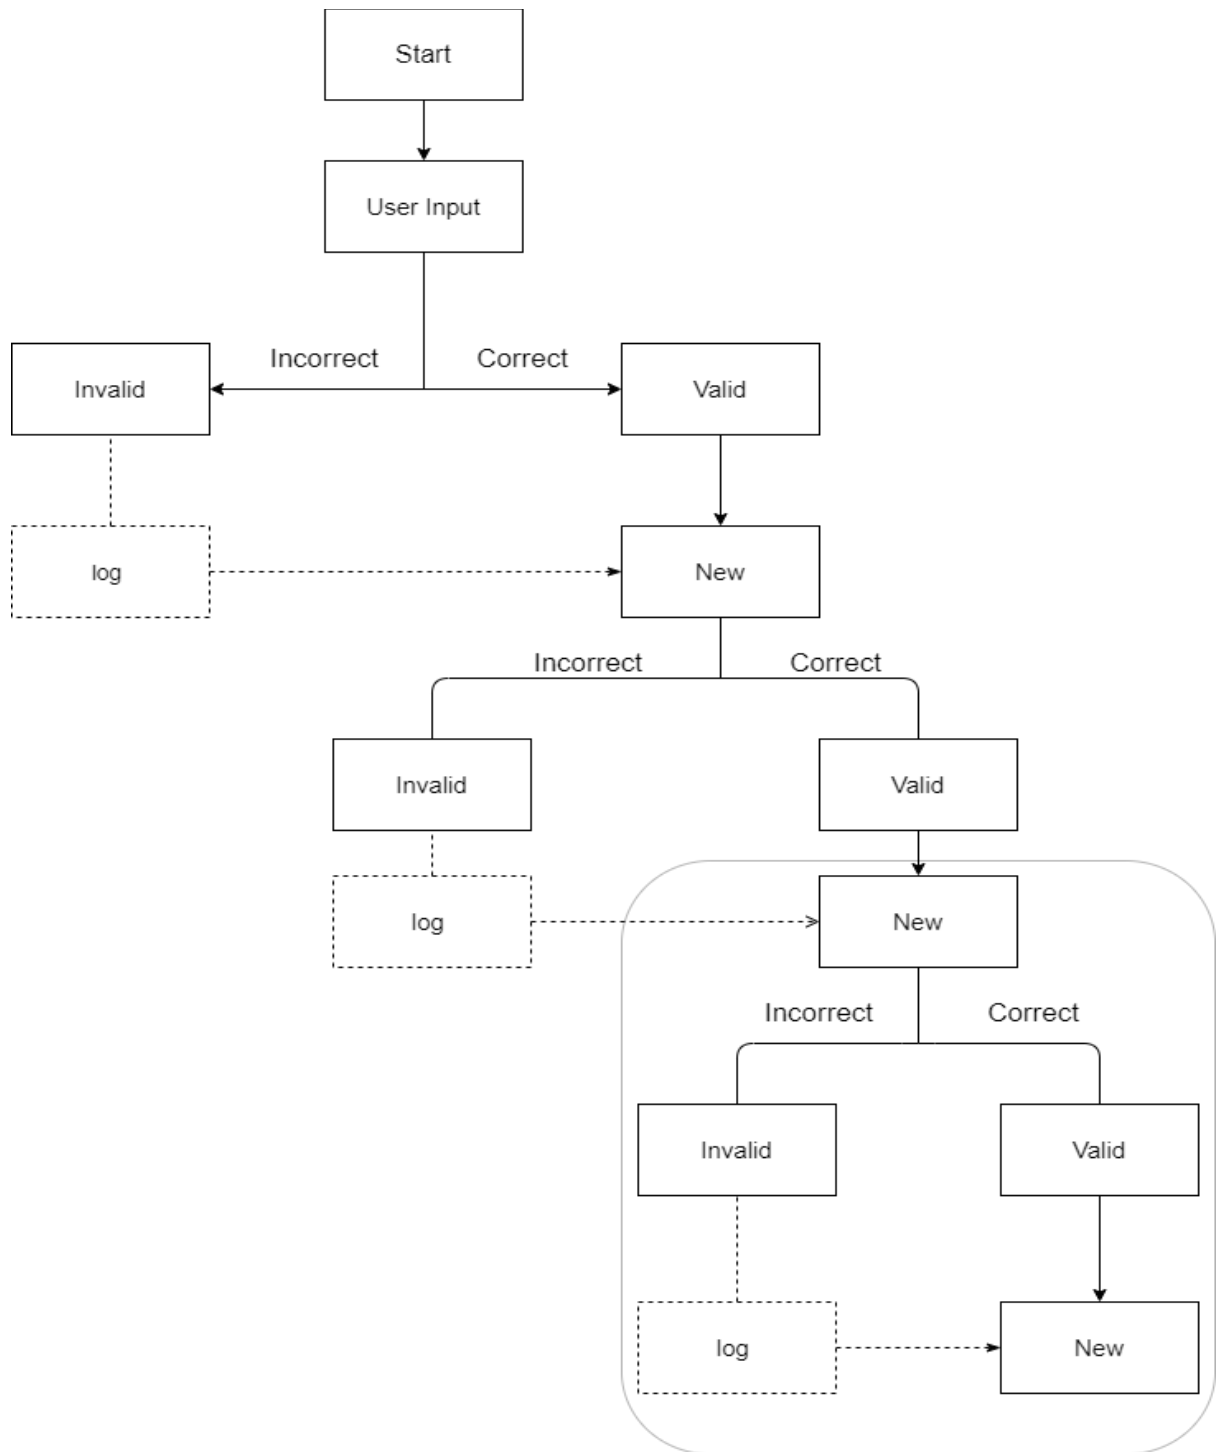 Start
User Input
Incorrect
Correct
Invalid
Valid
log
New
Incorrect
Correct
Invalid
Valid
log
New
Incorrect
Correct
Invalid
Valid
log
New